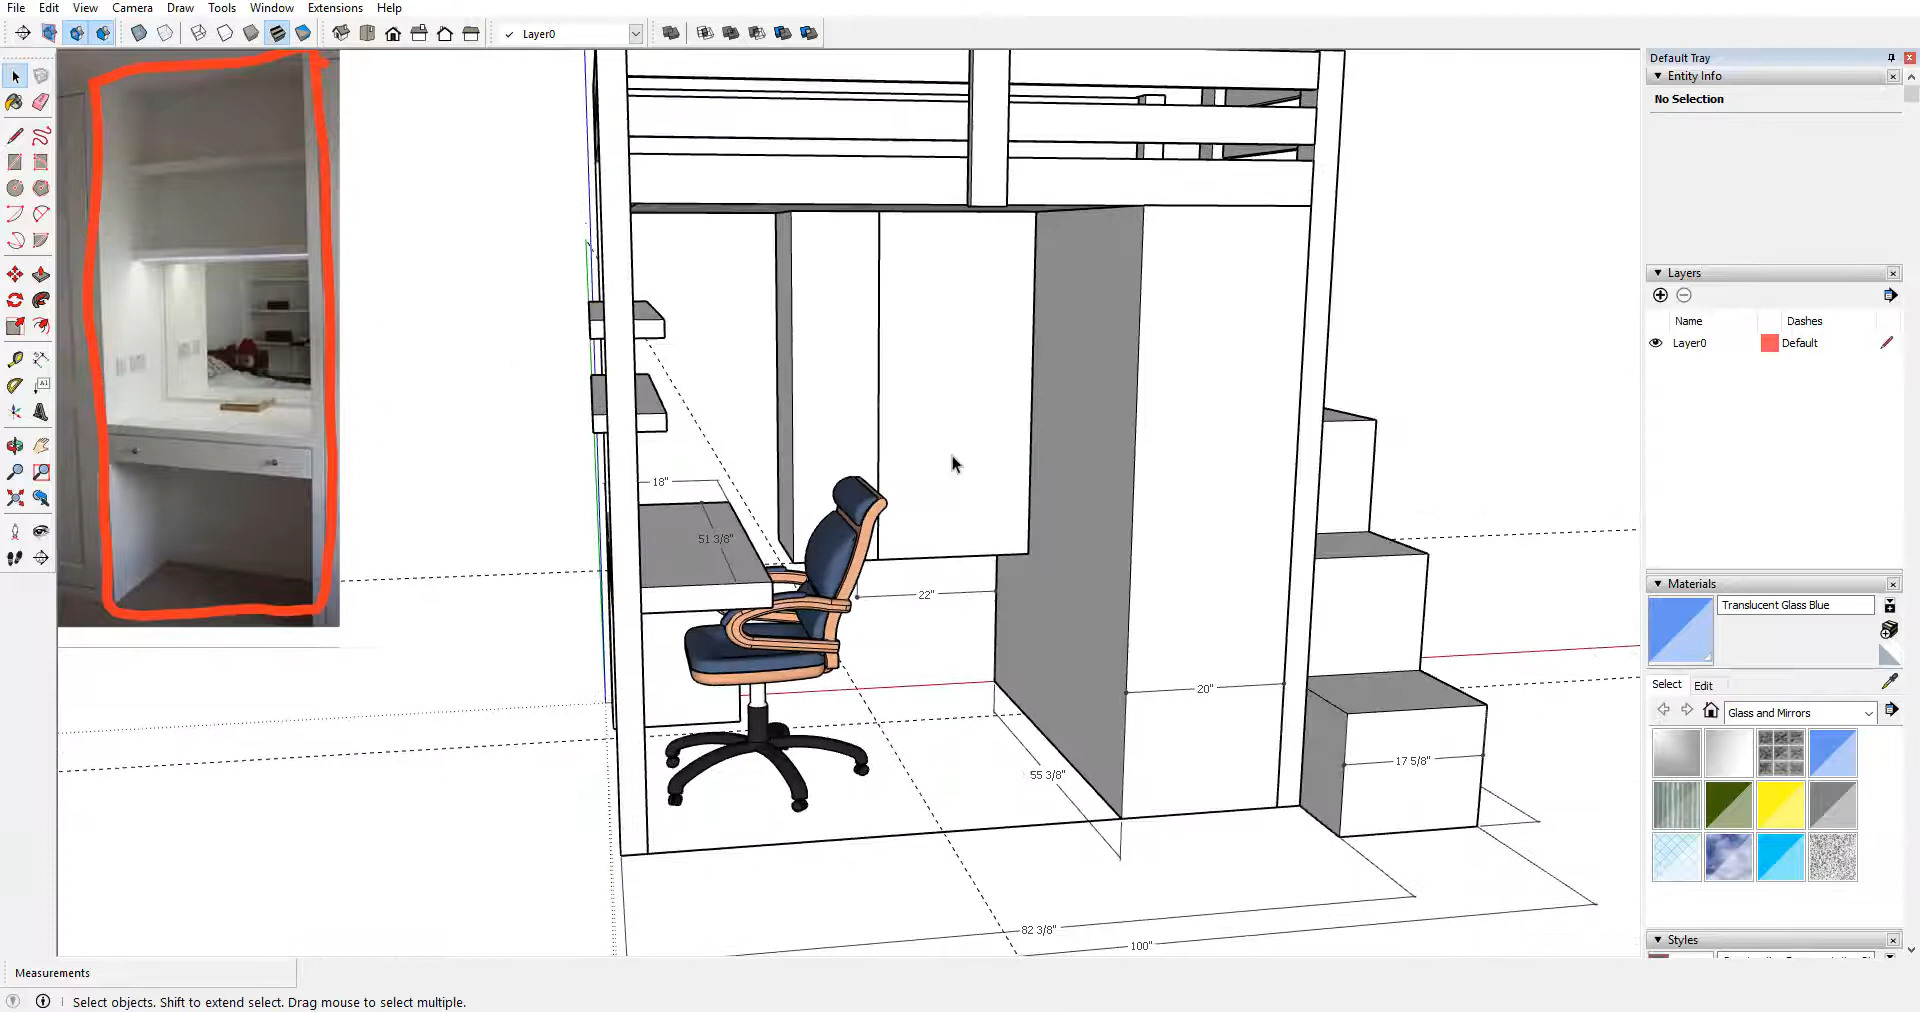 File Edit View Camera Draw Tools Window Extensions Help
✓ Layer0
Default Tray
Entity Info
No Selection
Layers
Name Dashes
Layer0 Default
Materials
Translucent Glass Blue
Select Edit
Glass and Mirrors
Styles
A1
18"
51 3/8"
22"
20"
55 3/8"
17 5/8"
82 3/8"
100"
Measurements
Select objects. Shift to extend select. Drag mouse to select multiple.